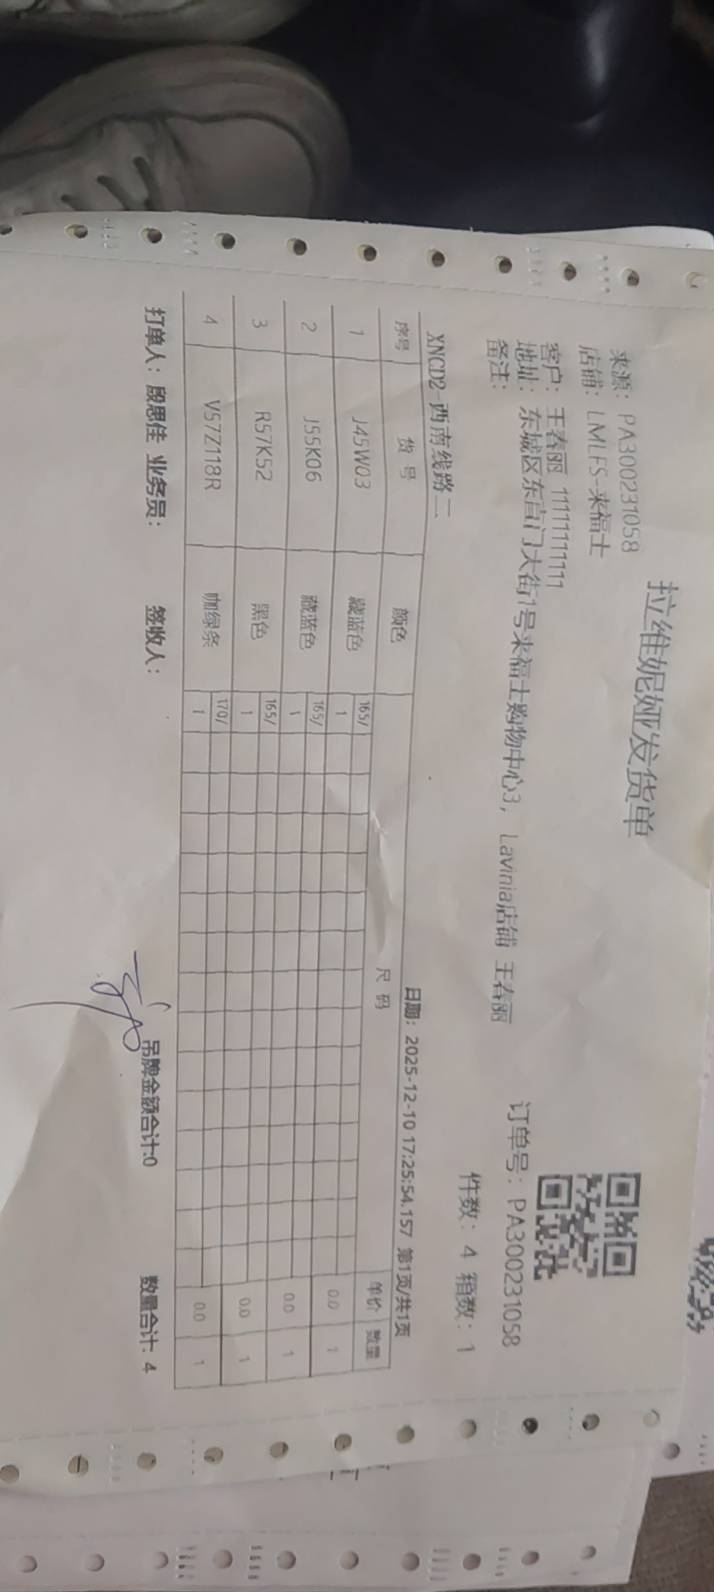 拉维妮娅发货单
来源：PA300231058
订单号：PA300231058
店铺：LMLFS-来福士
客户：王春丽 11111111111
件数：4 箱数：1
地址：东城区东直门大街1号来福士购物中心3，Lavinia店铺 王春丽
备注：
XNCD2-西南线路二 日期：2025-12-10 17:25:54.157 第1页/共1页
序号 货号 颜色 尺码 单价 数量
1 J45W03 藏蓝色 165/ 1 0.0 1
2 J55K06 藏蓝色 165/ 1 0.0 1
3 R57K52 黑色 165/ 1 0.0 1
4 V57Z118R 咖绿条 170/ 1 0.0 1
打单人：殷思佳 业务员： 签收人： 吊牌金额合计:0 数量合计: 4